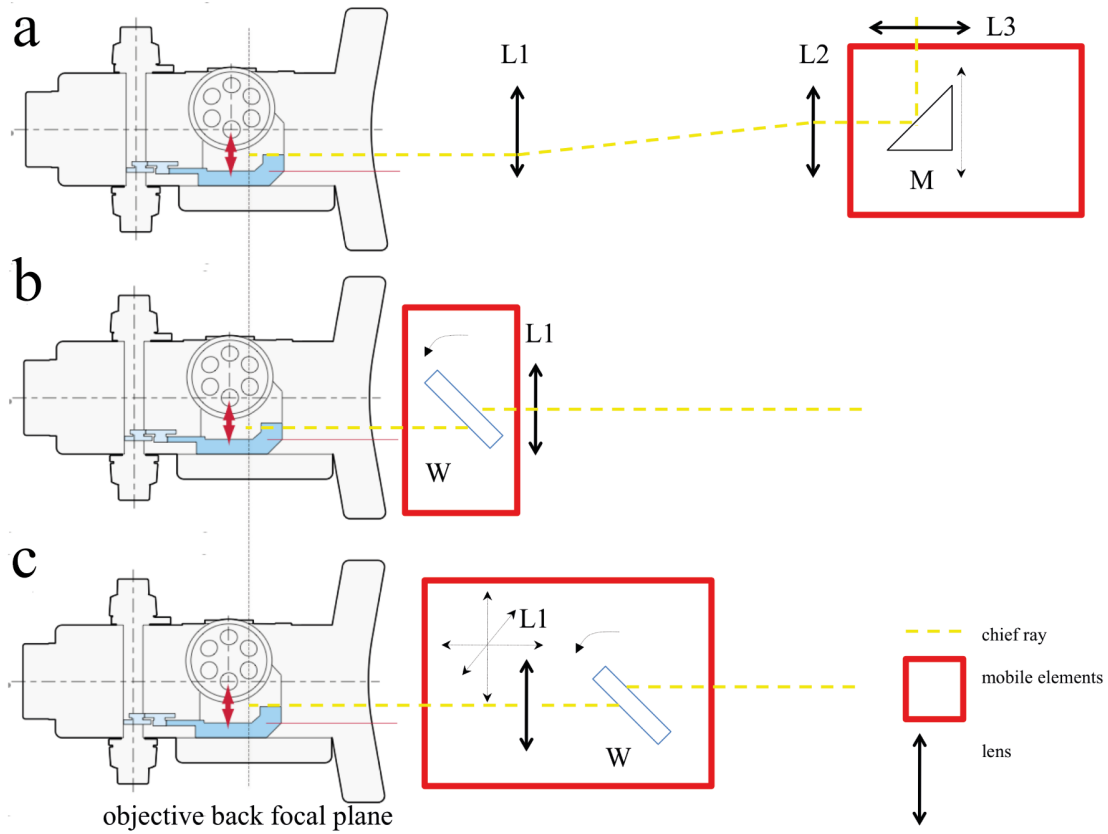 a
L1
L2
L3
M
b
L1
W
c
L1
W
chief ray
mobile elements
lens
objective back focal plane